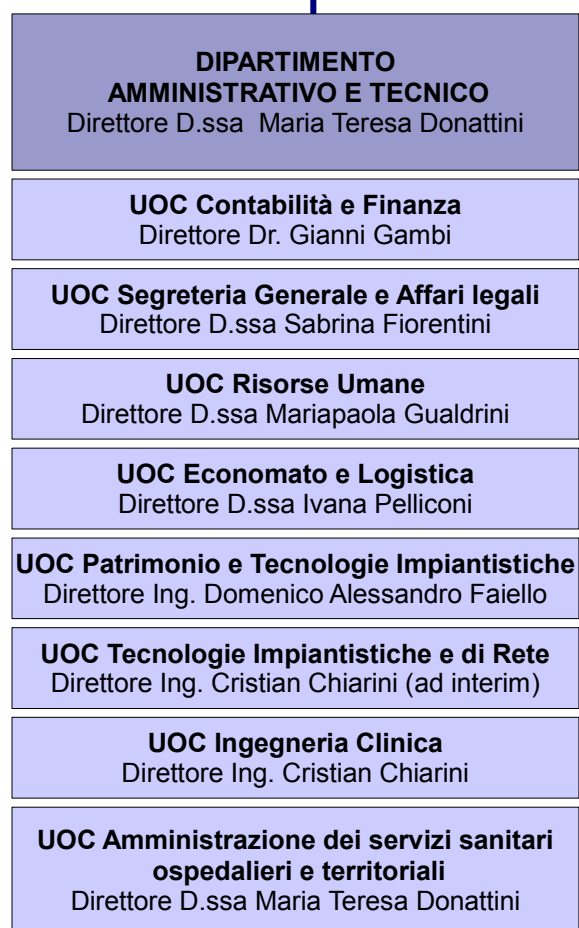 DIPARTIMENTO
AMMINISTRATIVO E TECNICO
Direttore D.ssa Maria Teresa Donattini
UOC Contabilità e Finanza
Direttore Dr. Gianni Gambi
UOC Segreteria Generale e Affari legali
Direttore D.ssa Sabrina Fiorentini
UOC Risorse Umane
Direttore D.ssa Mariapaola Gualdrini
UOC Economato e Logistica
Direttore D.ssa Ivana Pelliconi
UOC Patrimonio e Tecnologie Impiantistiche
Direttore Ing. Domenico Alessandro Faiello
UOC Tecnologie Impiantistiche e di Rete
Direttore Ing. Cristian Chiarini (ad interim)
UOC Ingegneria Clinica
Direttore Ing. Cristian Chiarini
UOC Amministrazione dei servizi sanitari
ospedalieri e territoriali
Direttore D.ssa Maria Teresa Donattini